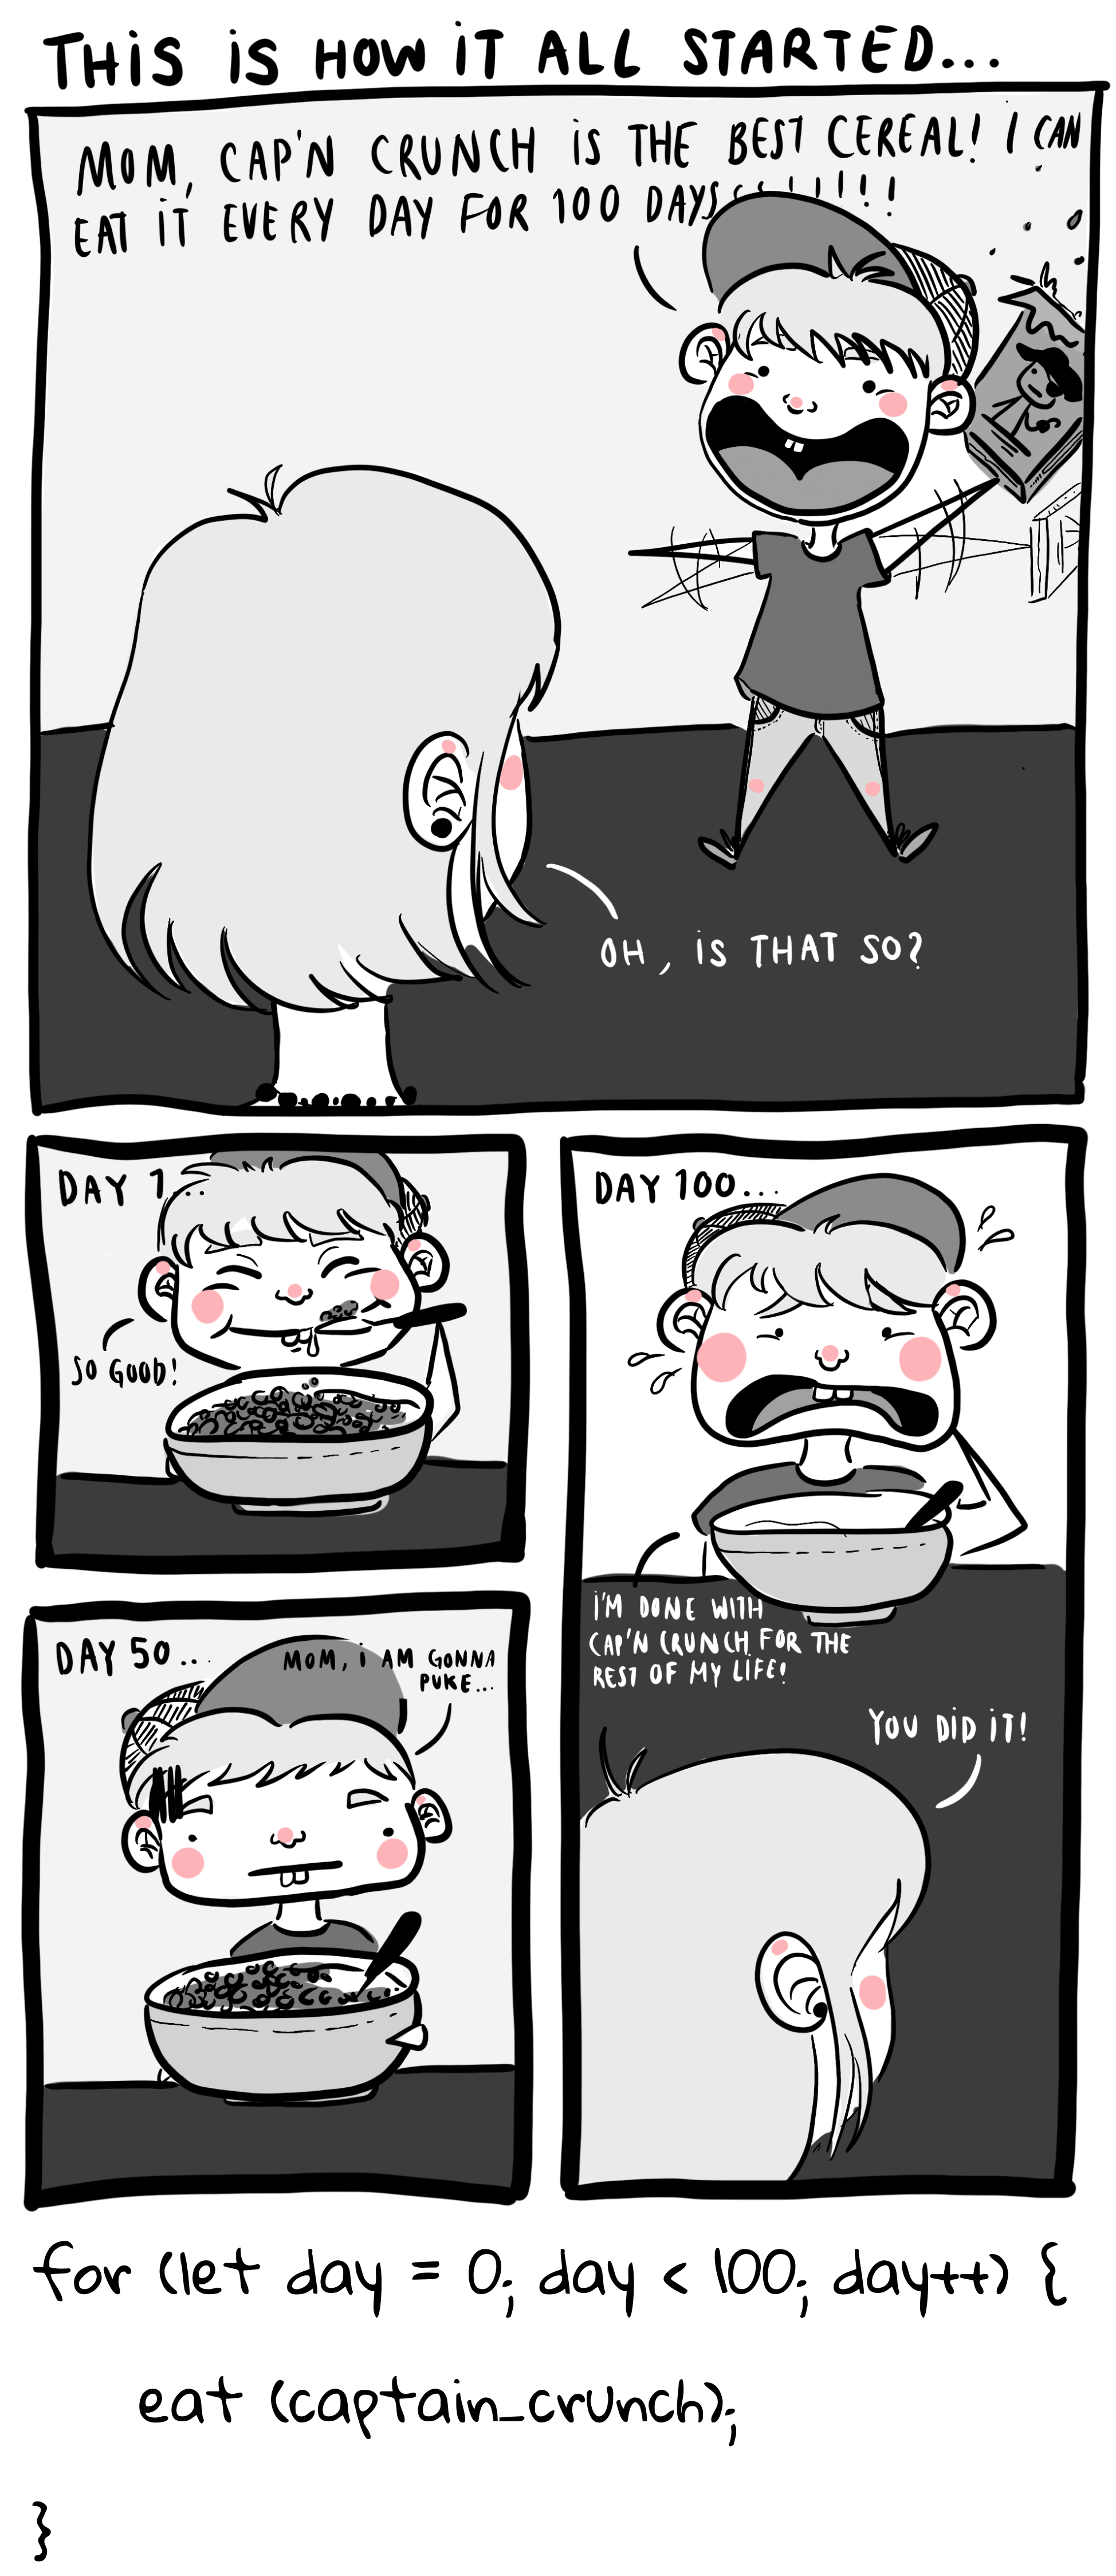 THIS IS HOW IT ALL STARTED...
MOM, CAP'N CRUNCH IS THE BEST CEREAL! I CAN
EAT IT EVERY DAY FOR 100 DAYSSS!!!!!!
OH, IS THAT SO?
DAY 1...
SO GOOD!
DAY 50...
MOM, I AM GONNA
PUKE...
DAY 100...
I'M DONE WITH
CAP'N CRUNCH FOR THE
REST OF MY LIFE!
YOU DID IT!
for (let day = 0; day < 100; day++) {
eat (captain_crunch);
}